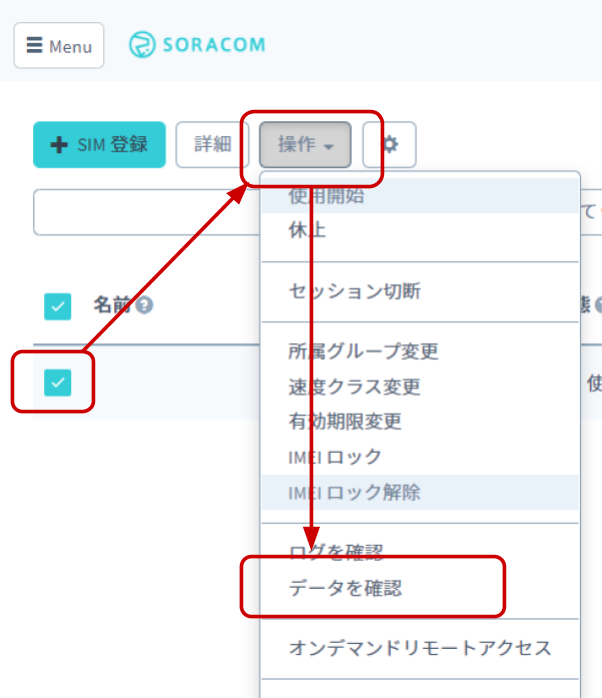 Menu
SORACOM
SIM 登録
詳細
操作
使用開始
休止
て
セッション切断
名前
所属グループ変更
速度クラス変更
使
有効期限変更
IMEI ロック
IMEI ロック解除
ログを確認
データを確認
オンデマンドリモートアクセス